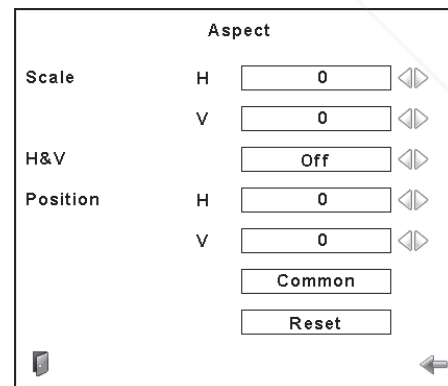 Aspect
Scale H 0
V 0
H&V Off
Position H 0
V 0
Common
Reset